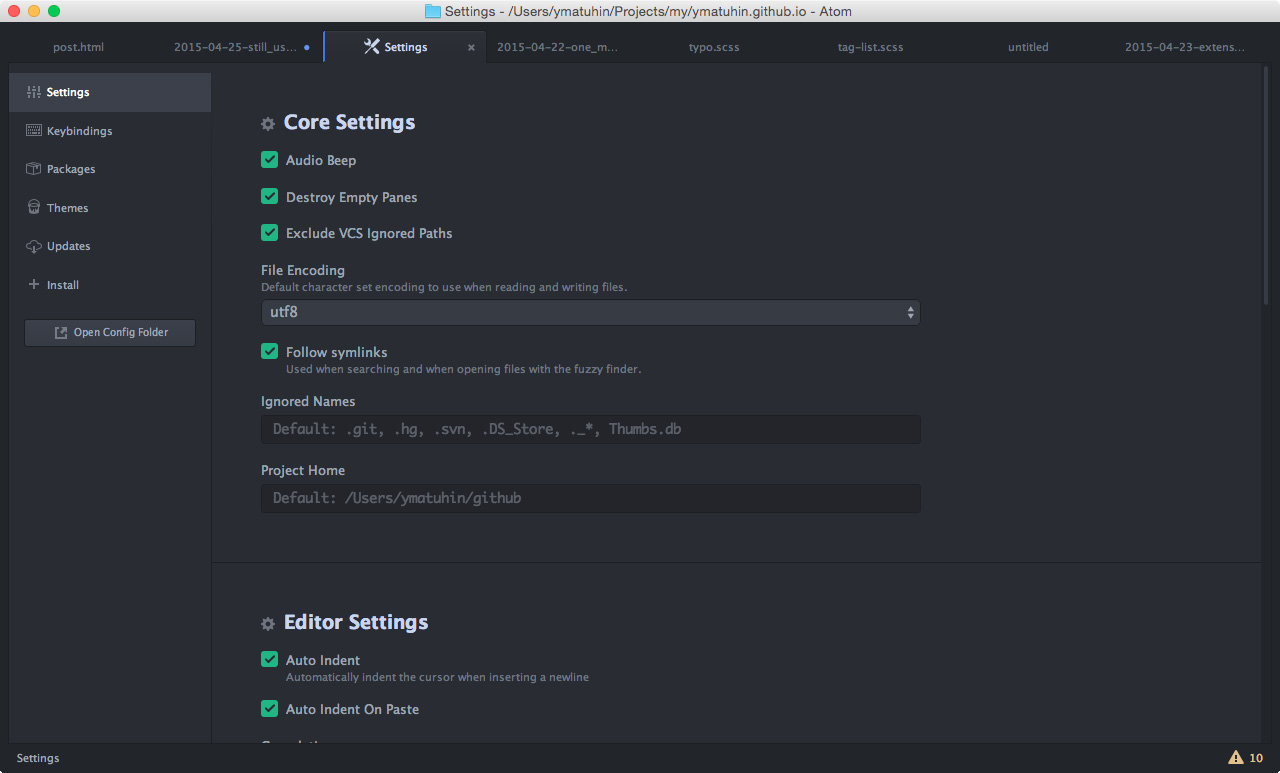 Settings - /Users/ymatuhin/Projects/my/ymatuhin.github.io - Atom
post.html
2015-04-25-still_us...
Settings
2015-04-22-one_m...
typo.scss
tag-list.scss
untitled
2015-04-23-extens...
Settings
Keybindings
Packages
Themes
Updates
Install
Open Config Folder
Core Settings
Audio Beep
Destroy Empty Panes
Exclude VCS Ignored Paths
File Encoding
Default character set encoding to use when reading and writing files.
utf8
Follow symlinks
Used when searching and when opening files with the fuzzy finder.
Ignored Names
Default: .git, .hg, .svn, .DS_Store, ._*, Thumbs.db
Project Home
Default: /Users/ymatuhin/github
Editor Settings
Auto Indent
Automatically indent the cursor when inserting a newline
Auto Indent On Paste
Settings
10